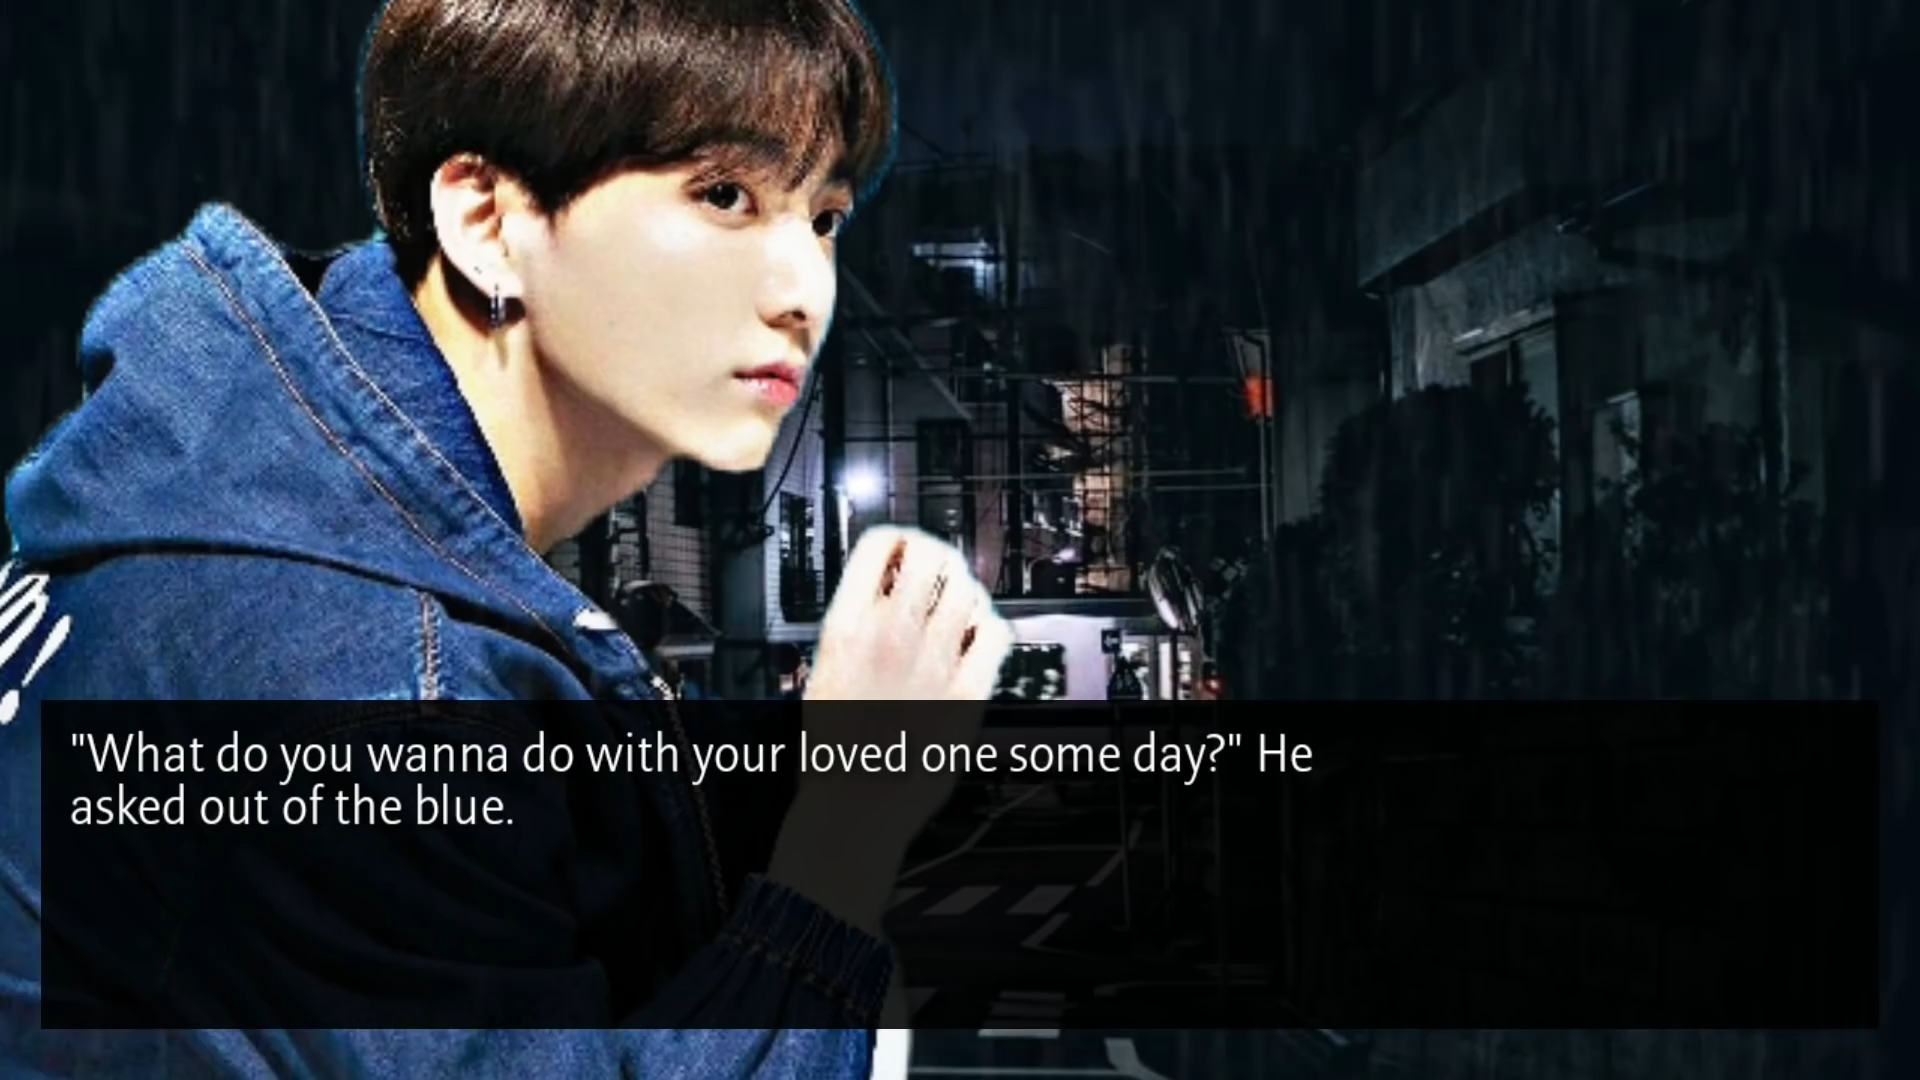 "What do you wanna do with your loved one some day?" He
asked out of the blue.